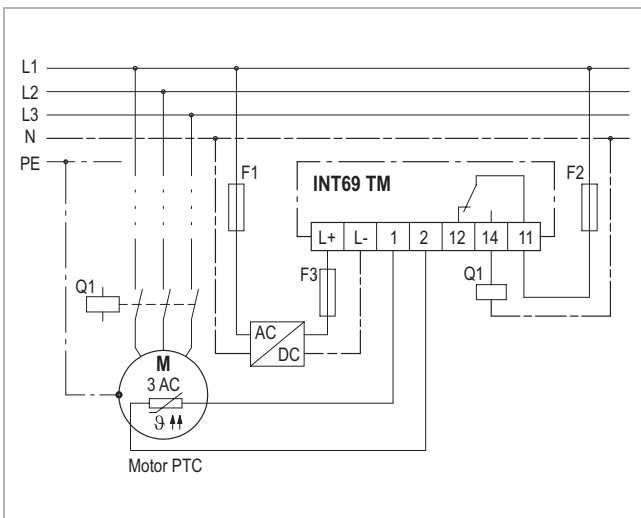 L1
L2
L3
N
PE
F1
INT69 TM
F2
L+ L- 1 2 12 14 11
F3
Q1
Q1
AC
DC
M
3 AC
ϑ
Motor PTC